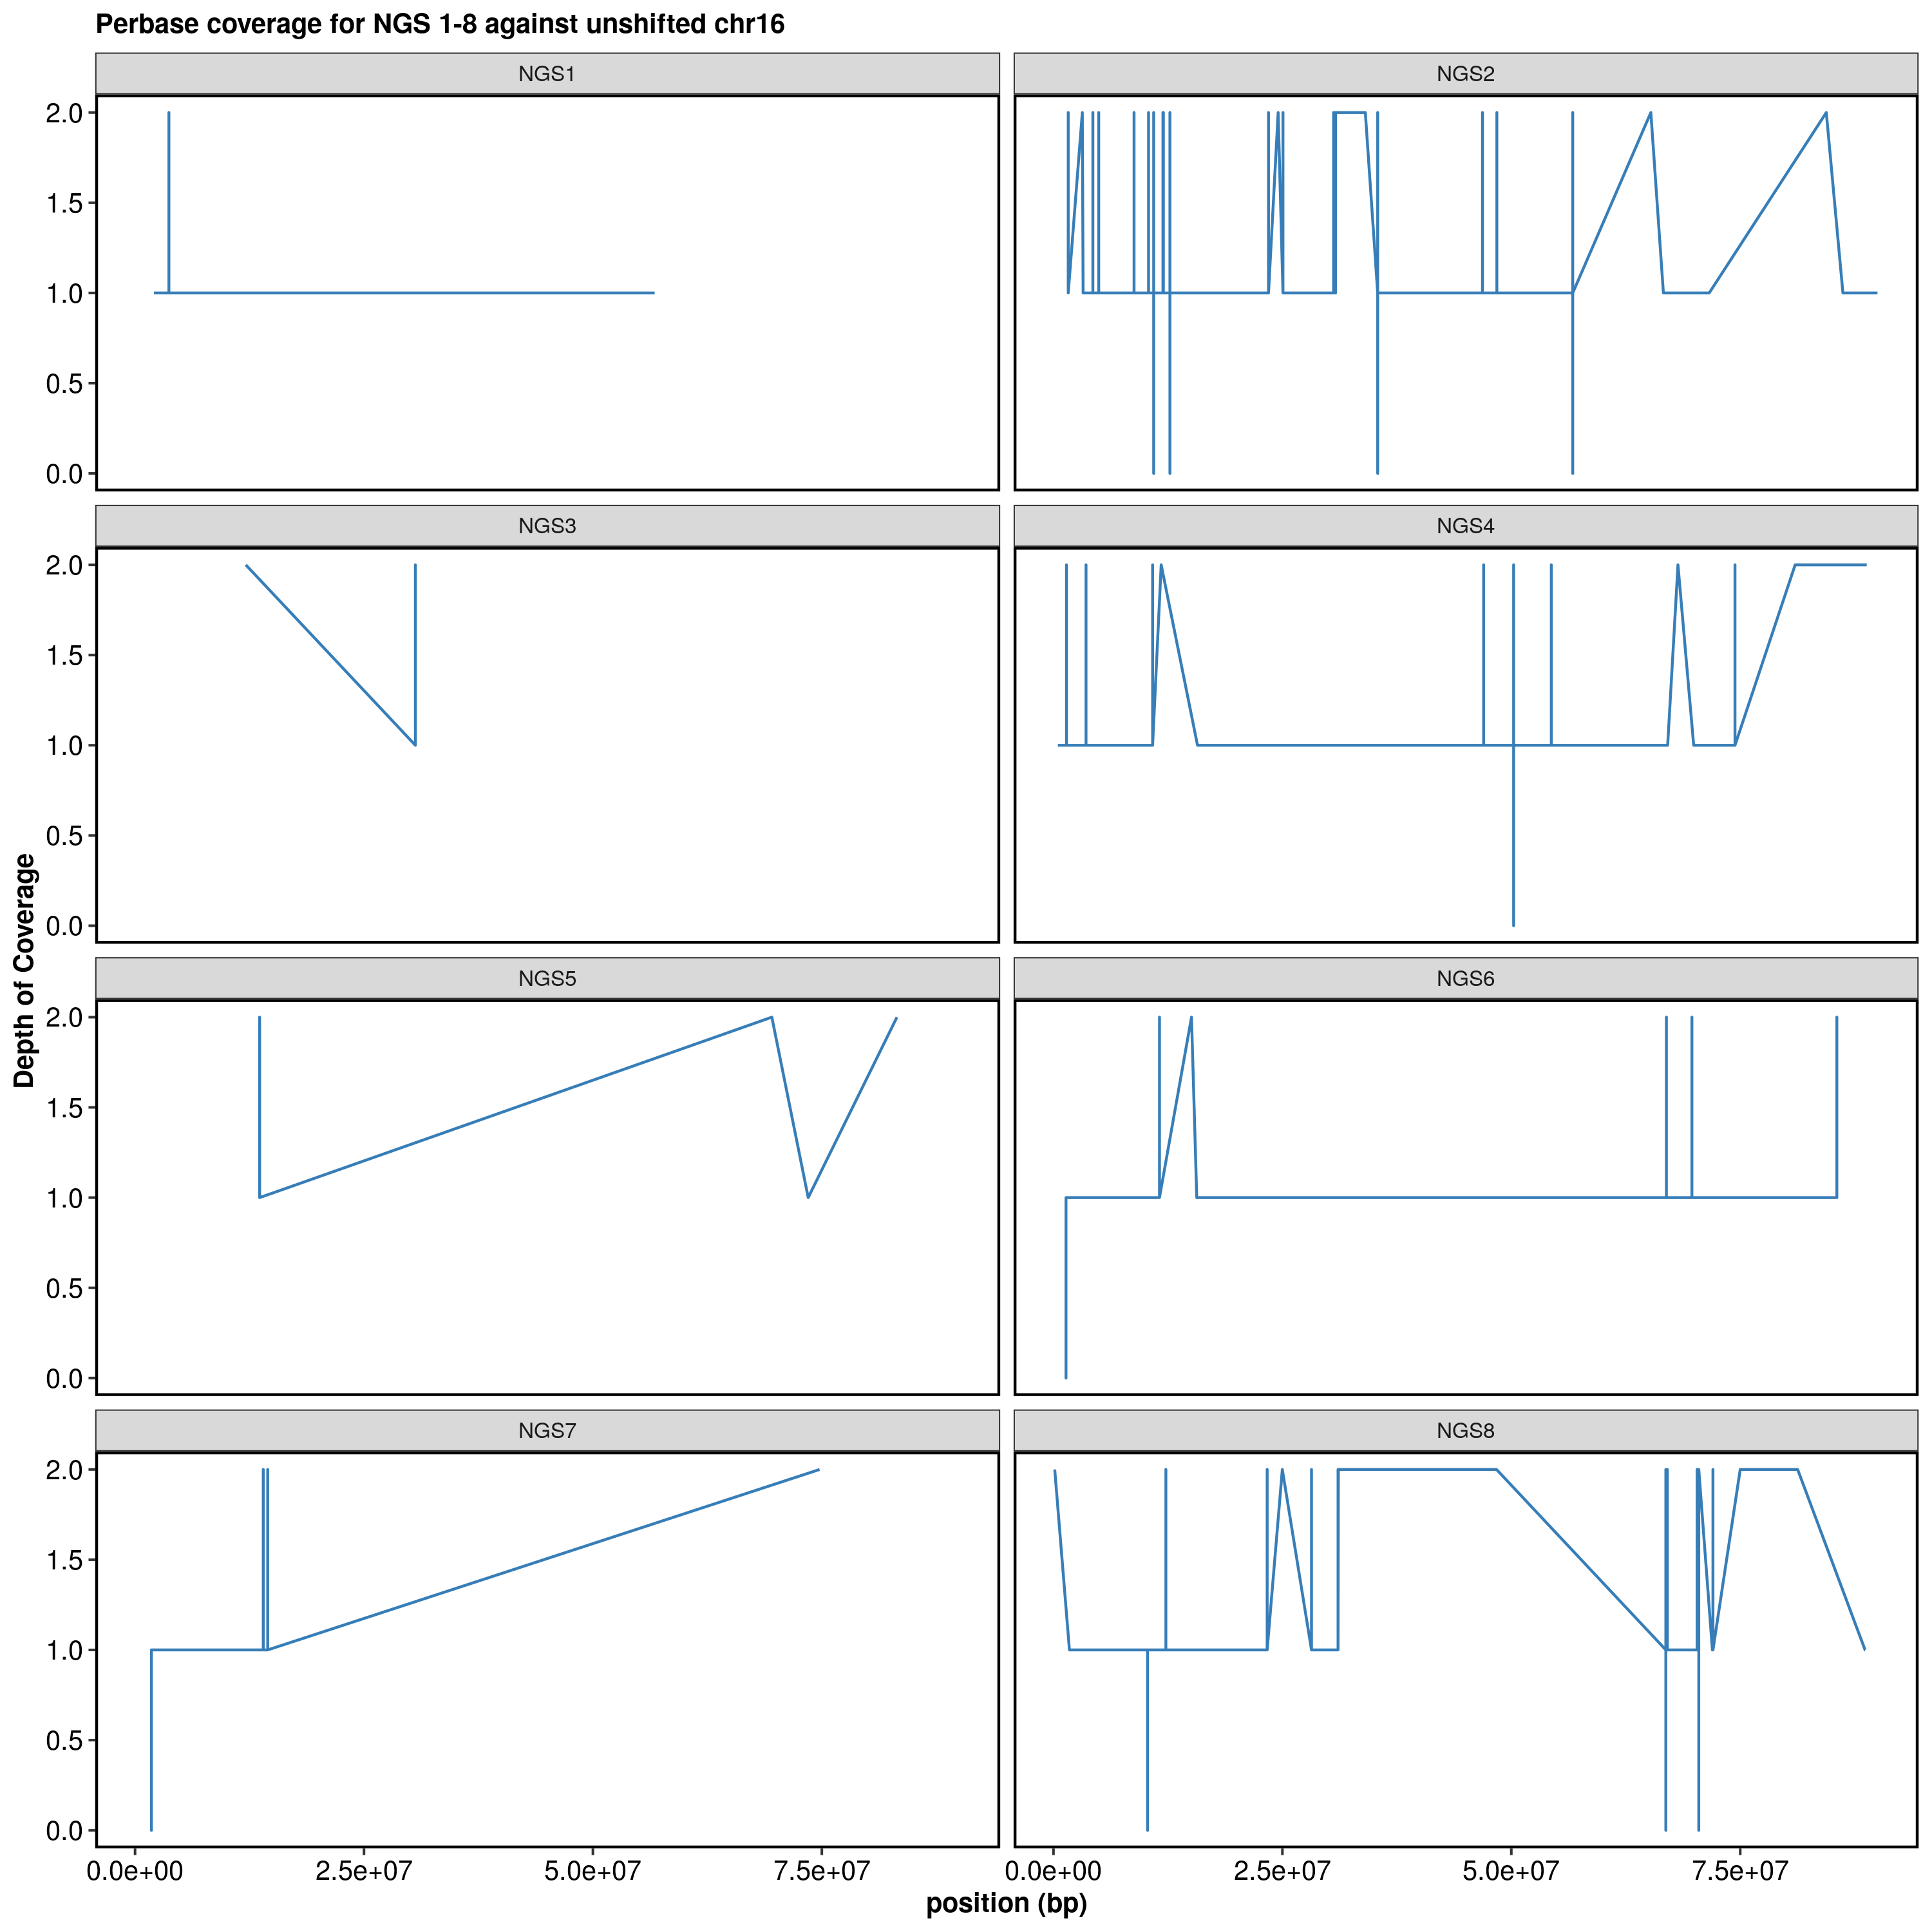 Perbase coverage for NGS 1-8 against unshifted chr16
NGS1
NGS2
2.0
1.5
1.0
0.5
0.0
NGS3
NGS4
2.0
1.5
1.0
0.5
0.0
Depth of Coverage
NGS5
NGS6
2.0
1.5
1.0
0.5
0.0
NGS7
NGS8
2.0
1.5
1.0
0.5
0.0
0.0e+00 2.5e+07 5.0e+07 7.5e+07 0.0e+00 2.5e+07 5.0e+07 7.5e+07
position (bp)